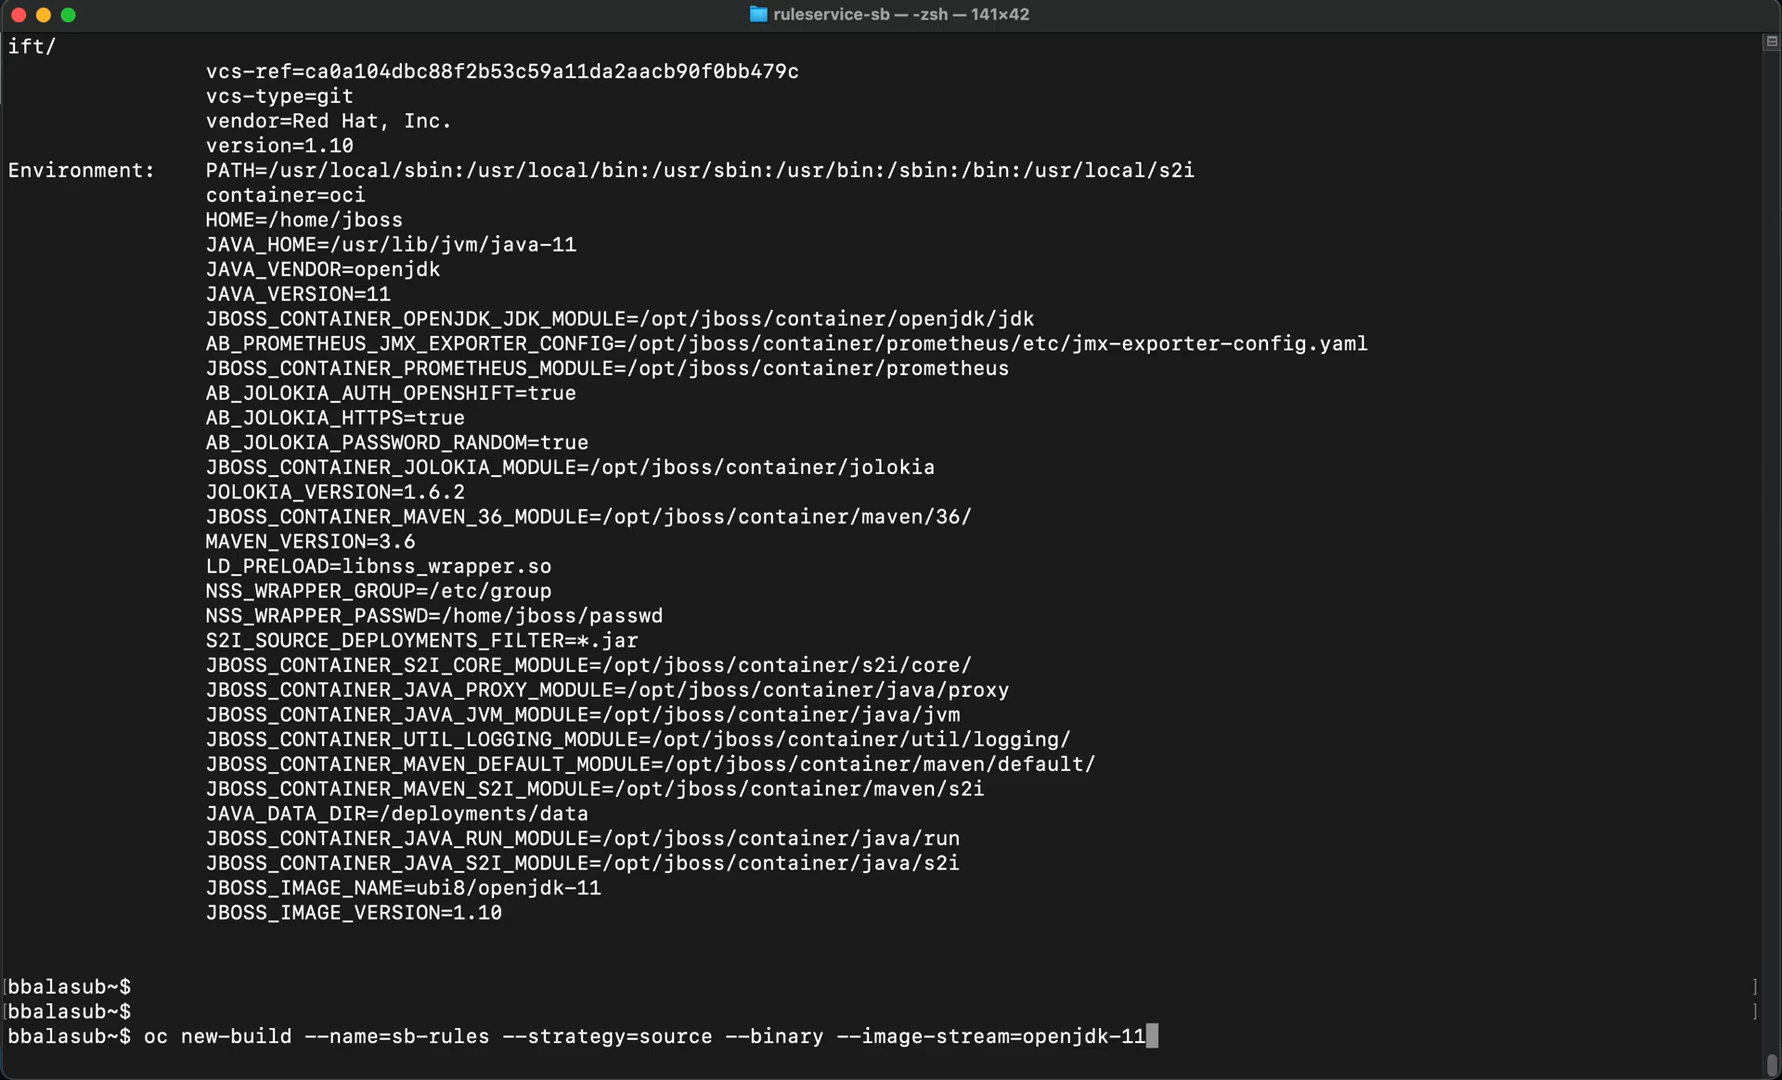 ruleservice-sb — -zsh — 141×42
ift/
vcs-ref=ca0a104dbc88f2b53c59a11da2aacb90f0bb479c
vcs-type=git
vendor=Red Hat, Inc.
version=1.10
Environment: PATH=/usr/local/sbin:/usr/local/bin:/usr/sbin:/usr/bin:/sbin:/bin:/usr/local/s2i
container=oci
HOME=/home/jboss
JAVA_HOME=/usr/lib/jvm/java-11
JAVA_VENDOR=openjdk
JAVA_VERSION=11
JBOSS_CONTAINER_OPENJDK_JDK_MODULE=/opt/jboss/container/openjdk/jdk
AB_PROMETHEUS_JMX_EXPORTER_CONFIG=/opt/jboss/container/prometheus/etc/jmx-exporter-config.yaml
JBOSS_CONTAINER_PROMETHEUS_MODULE=/opt/jboss/container/prometheus
AB_JOLOKIA_AUTH_OPENSHIFT=true
AB_JOLOKIA_HTTPS=true
AB_JOLOKIA_PASSWORD_RANDOM=true
JBOSS_CONTAINER_JOLOKIA_MODULE=/opt/jboss/container/jolokia
JOLOKIA_VERSION=1.6.2
JBOSS_CONTAINER_MAVEN_36_MODULE=/opt/jboss/container/maven/36/
MAVEN_VERSION=3.6
LD_PRELOAD=libnss_wrapper.so
NSS_WRAPPER_GROUP=/etc/group
NSS_WRAPPER_PASSWD=/home/jboss/passwd
S2I_SOURCE_DEPLOYMENTS_FILTER=*.jar
JBOSS_CONTAINER_S2I_CORE_MODULE=/opt/jboss/container/s2i/core/
JBOSS_CONTAINER_JAVA_PROXY_MODULE=/opt/jboss/container/java/proxy
JBOSS_CONTAINER_JAVA_JVM_MODULE=/opt/jboss/container/java/jvm
JBOSS_CONTAINER_UTIL_LOGGING_MODULE=/opt/jboss/container/util/logging/
JBOSS_CONTAINER_MAVEN_DEFAULT_MODULE=/opt/jboss/container/maven/default/
JBOSS_CONTAINER_MAVEN_S2I_MODULE=/opt/jboss/container/maven/s2i
JAVA_DATA_DIR=/deployments/data
JBOSS_CONTAINER_JAVA_RUN_MODULE=/opt/jboss/container/java/run
JBOSS_CONTAINER_JAVA_S2I_MODULE=/opt/jboss/container/java/s2i
JBOSS_IMAGE_NAME=ubi8/openjdk-11
JBOSS_IMAGE_VERSION=1.10
[bbalasub~$ ]
[bbalasub~$ ]
bbalasub~$ oc new-build --name=sb-rules --strategy=source --binary --image-stream=openjdk-11